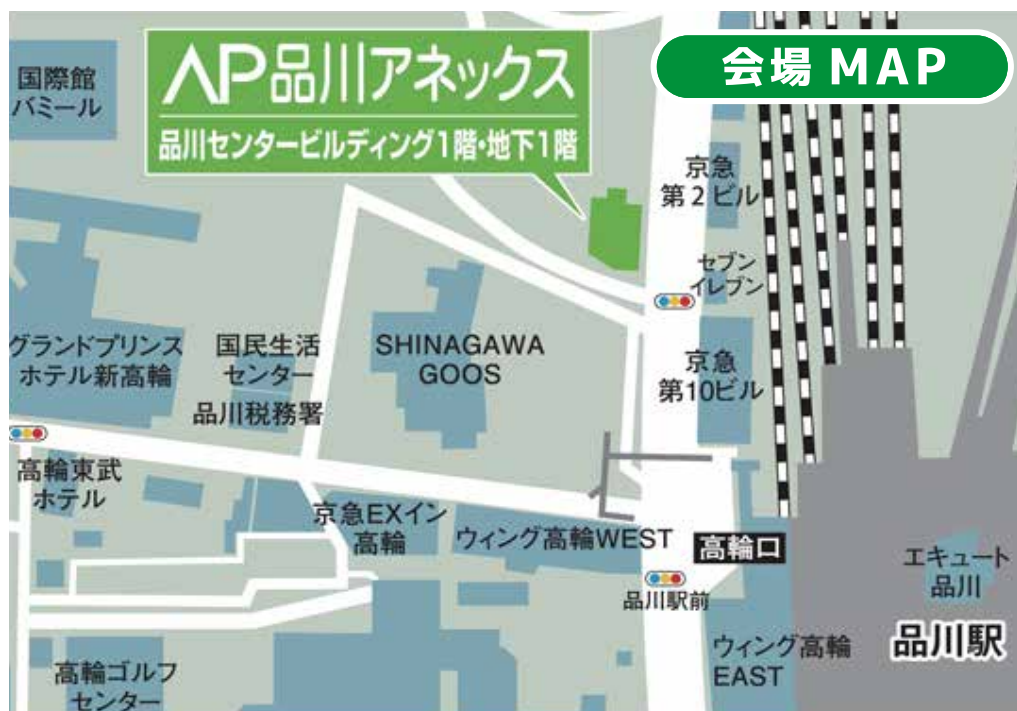 会場 MAP
AP品川アネックス
品川センタービルディング1階・地下1階
国際館
パミール
京急
第2ビル
セブン
イレブン
グランドプリンス
ホテル新高輪
国民生活
センター
品川税務署
SHINAGAWA
GOOS
京急
第10ビル
高輪東武
ホテル
京急EXイン
高輪
ウィング高輪WEST
高輪口
エキュート
品川
品川駅前
品川駅
ウィング高輪
EAST
高輪ゴルフ
センター